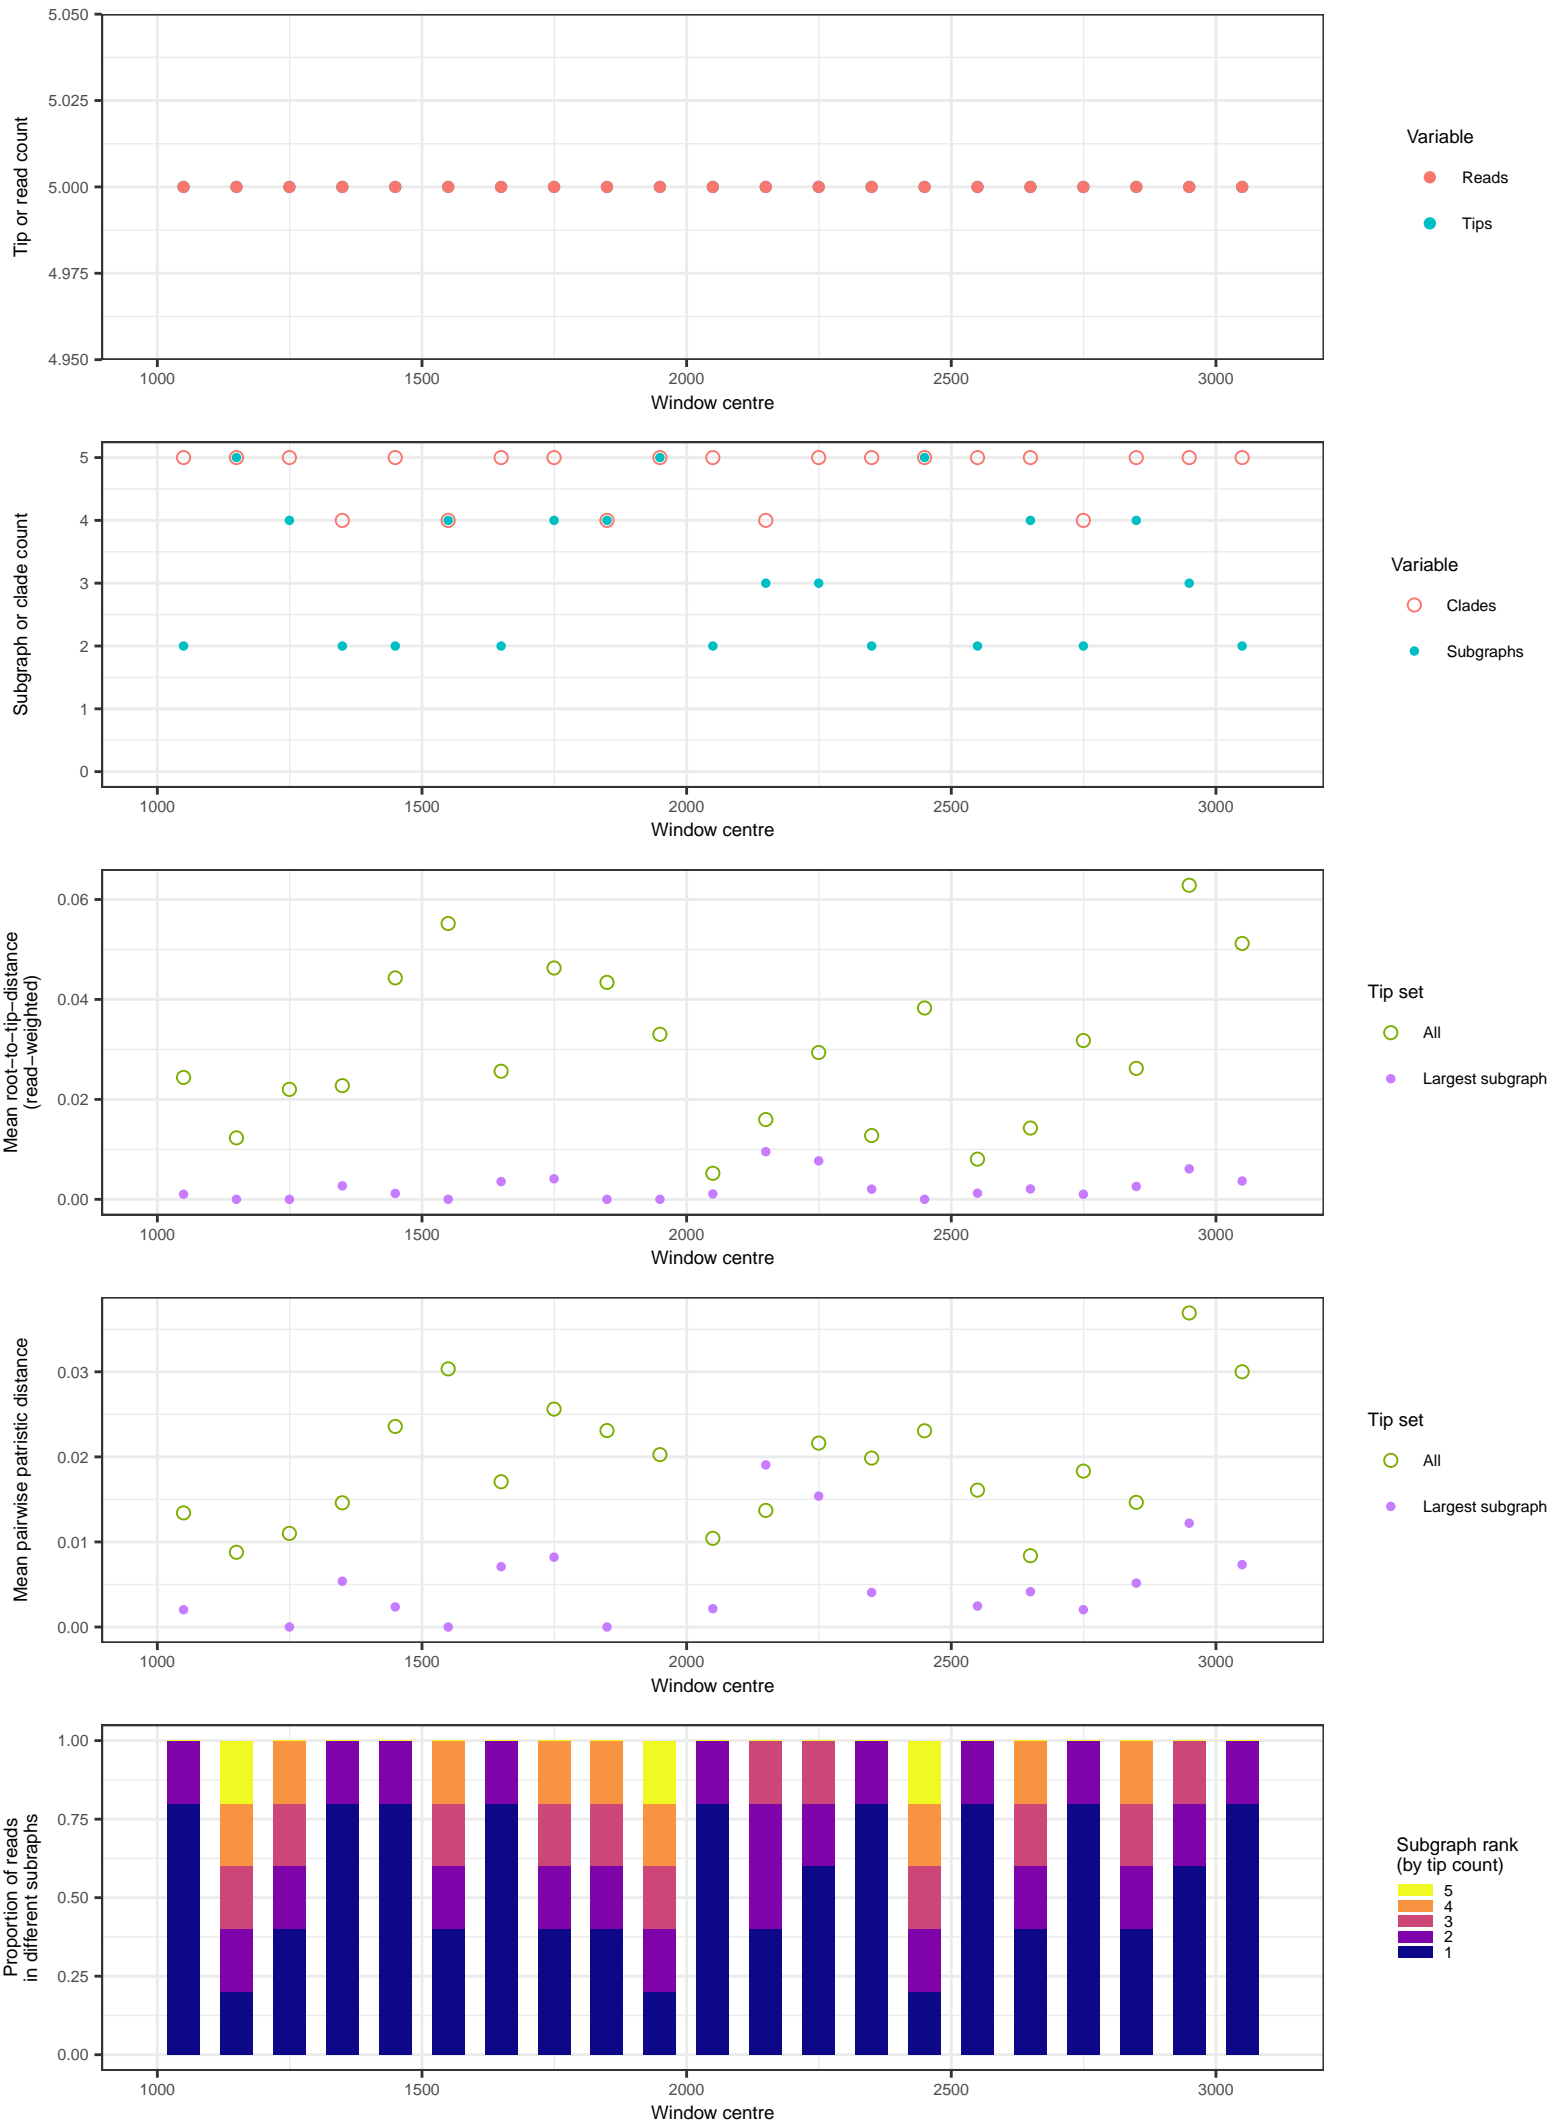 5.050
5.025
5.000
4.975
4.950
Tip or read count
1000 1500 2000 2500 3000
Window centre
Variable
Reads
Tips
5
4
3
2
1
0
Subgraph or clade count
1000 1500 2000 2500 3000
Window centre
Variable
Clades
Subgraphs
0.06
0.04
0.02
0.00
Mean root−to−tip−distance
(read−weighted)
1000 1500 2000 2500 3000
Window centre
Tip set
All
Largest subgraph
0.03
0.02
0.01
0.00
Mean pairwise patristic distance
1000 1500 2000 2500 3000
Window centre
Tip set
All
Largest subgraph
1.00
0.75
0.50
0.25
0.00
Proportion of reads
in different subraphs
1000 1500 2000 2500 3000
Window centre
Subgraph rank
(by tip count)
5
4
3
2
1